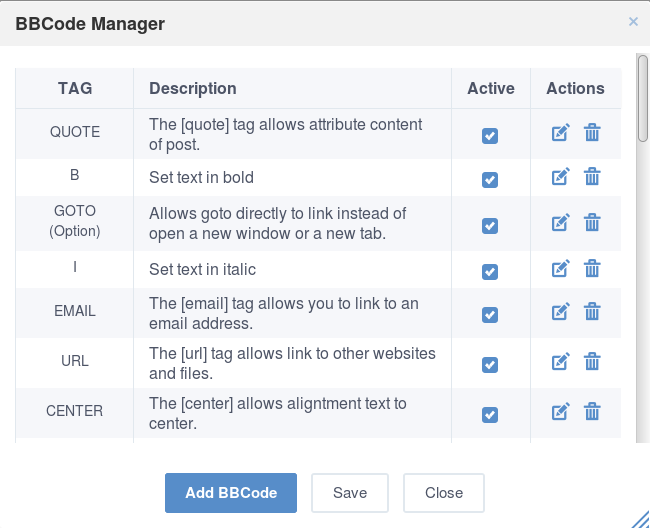 BBCode Manager
×
TAG Description Active Actions
QUOTE The [quote] tag allows attribute content
of post.
B Set text in bold
GOTO Allows goto directly to link instead of
(Option) open a new window or a new tab.
I Set text in italic
EMAIL The [email] tag allows you to link to an
email address.
URL The [url] tag allows link to other websites
and files.
CENTER The [center] allows aligntment text to
center.
Add BBCode Save Close